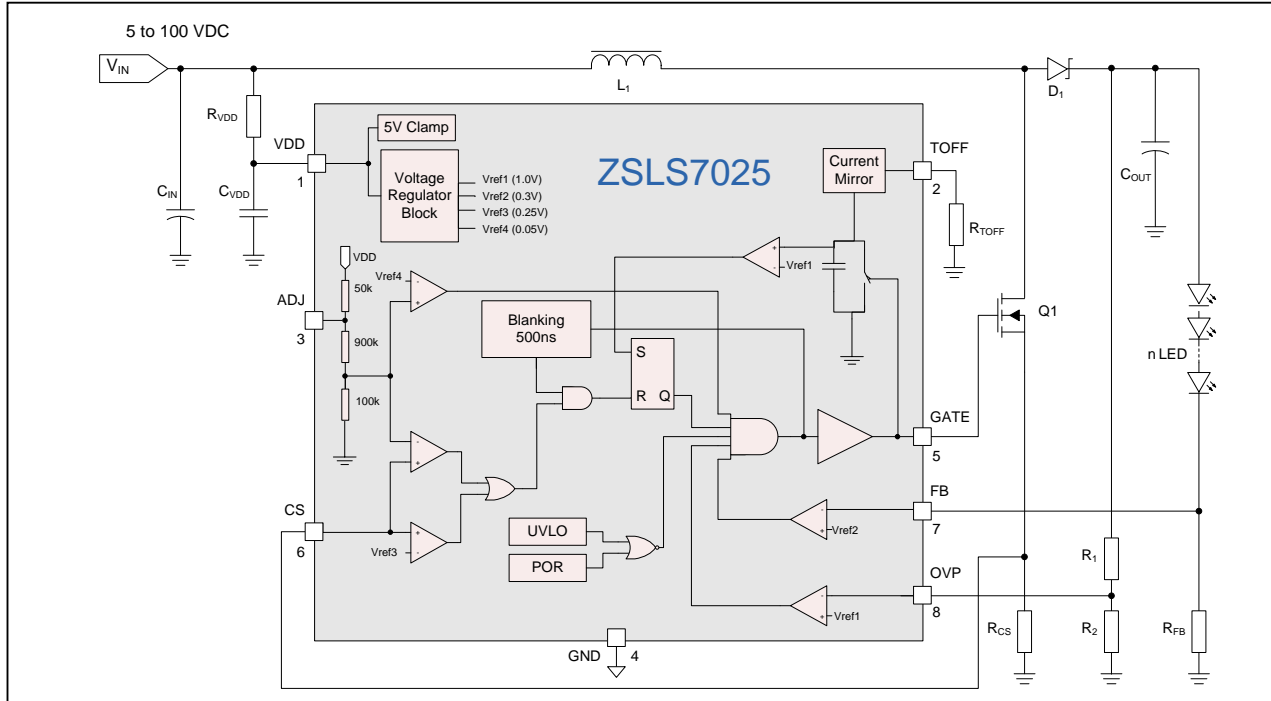 5 to 100 VDC
VIN
L1
D1
RVDD
VDD
1
5V Clamp
ZSLS7025
TOFF
2
Current
Mirror
COUT
CIN
CVDD
Voltage
Regulator
Block
Vref1 (1.0V)
Vref2 (0.3V)
Vref3 (0.25V)
Vref4 (0.05V)
RTOFF
VDD
50k
Vref4
-
+
+
-
Vref1
ADJ
3
900k
100k
Blanking
500ns
S
R
Q
Q1
n LED
GATE
5
-
+
CS
6
+
-
Vref3
UVLO
POR
FB
7
-
+
Vref2
OVP
8
-
+
Vref1
R1
R2
RCS
RFB
GND
4